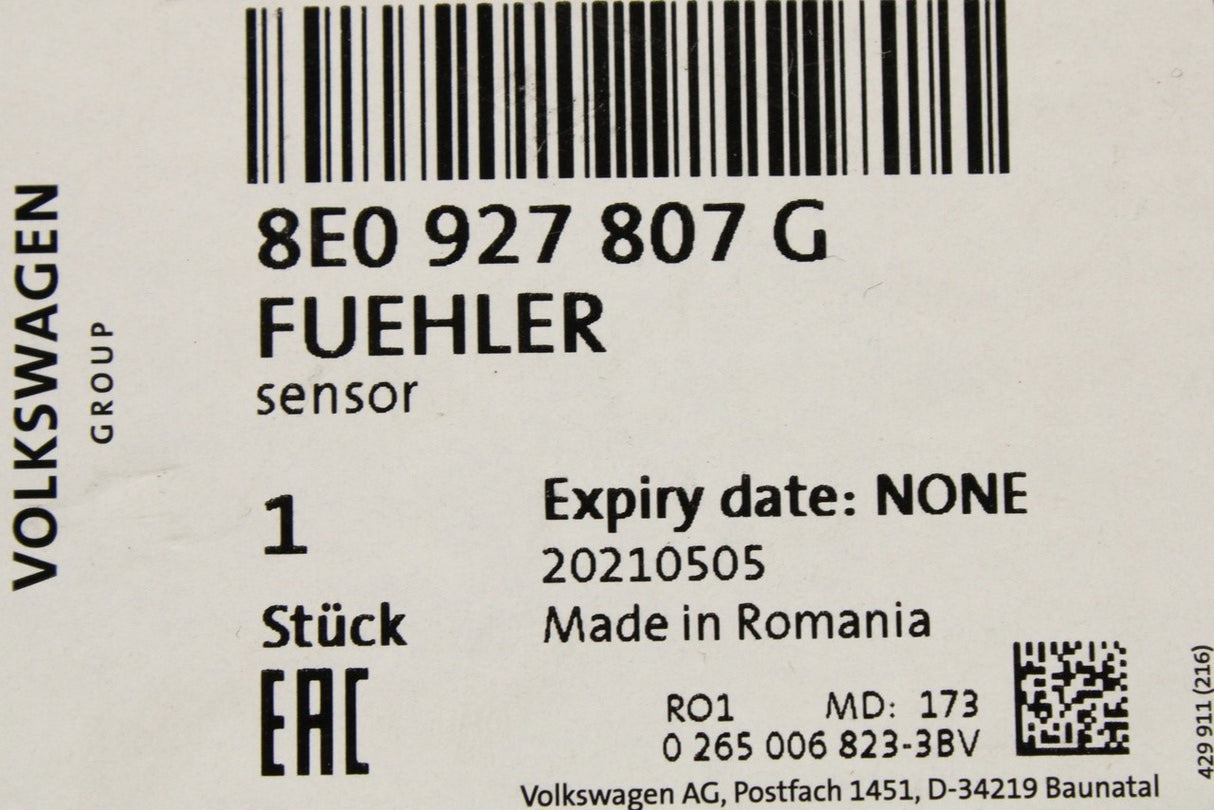 VOLKSWAGEN
GROUP
8E0 927 807 G
FUEHLER
sensor
1
Stück
EAC
Expiry date: NONE
20210505
Made in Romania
RO1 MD: 173
0 265 006 823-3BV
Volkswagen AG, Postfach 1451, D-34219 Baunatal
429 911 (216)